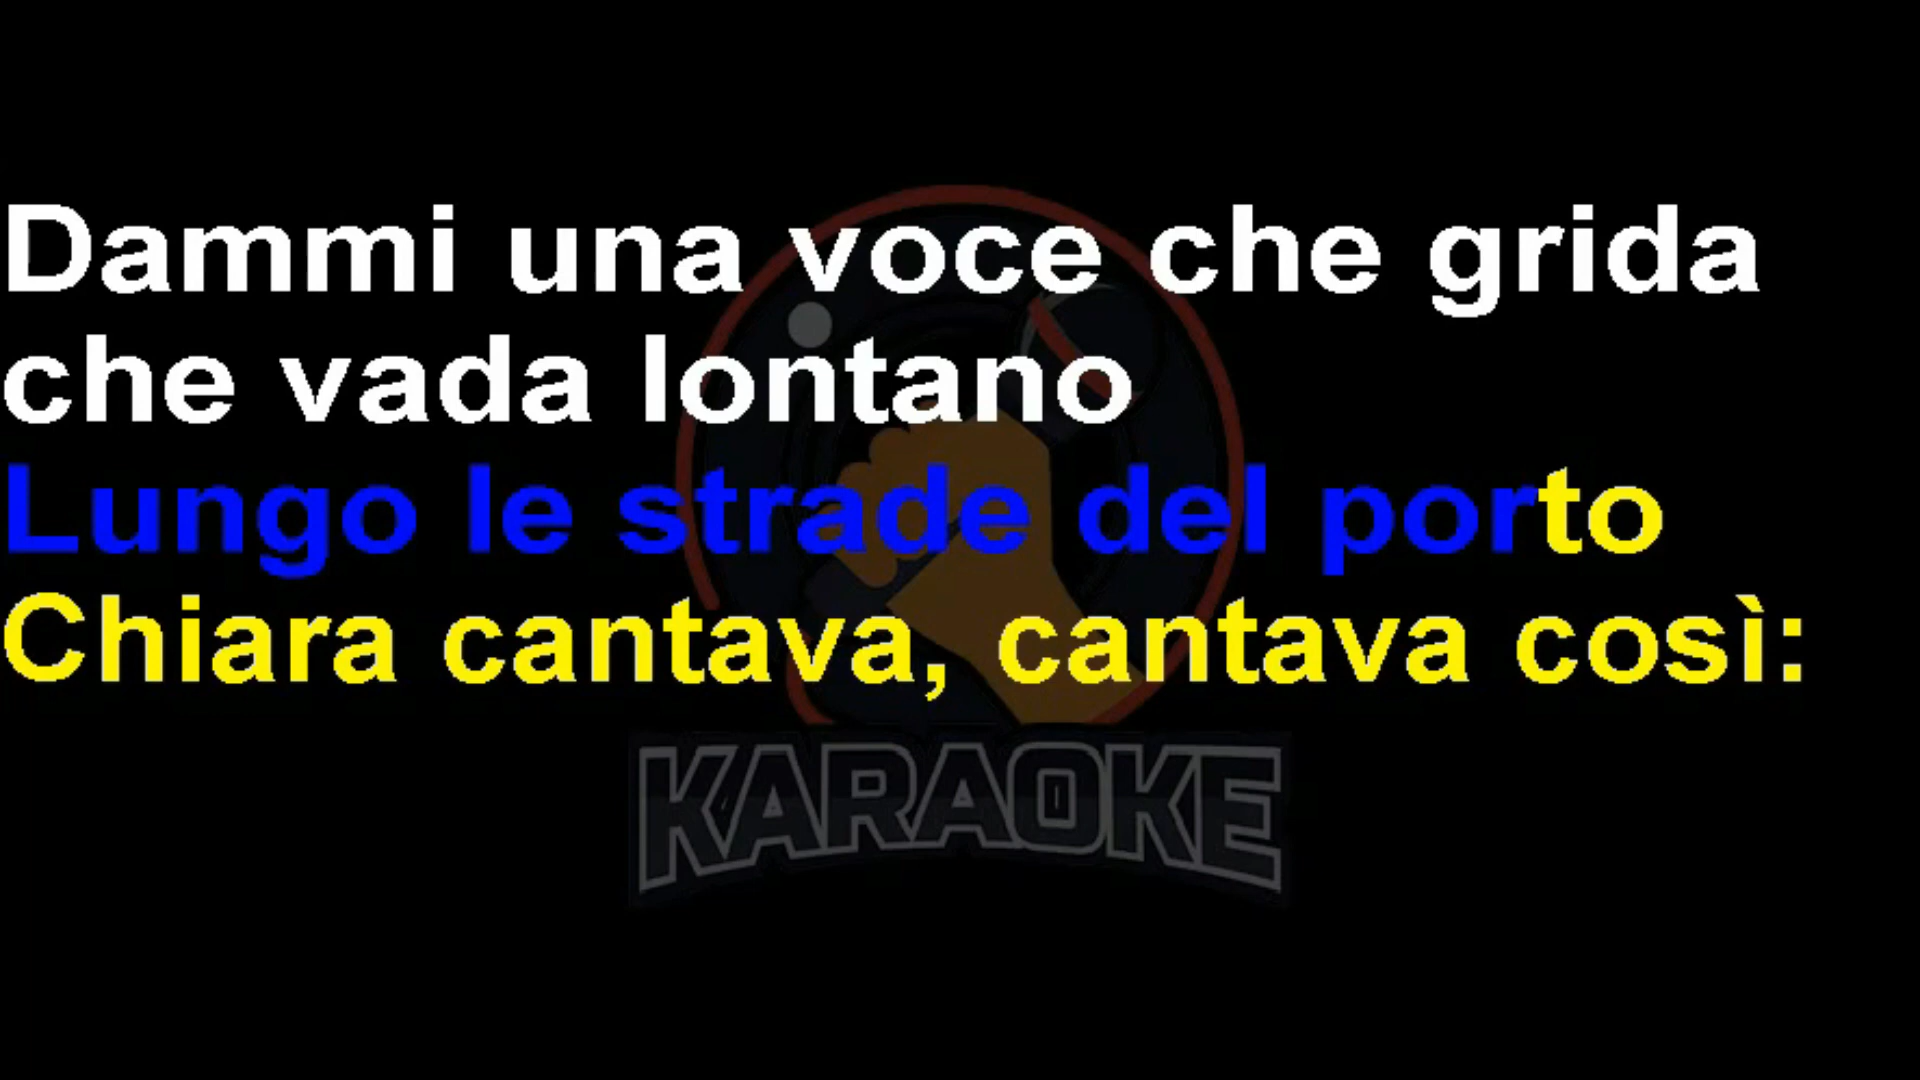 Dammi una voce che grida
che vada lontano
Lungo le strade del porto
Chiara cantava, cantava così:
KARAOKE